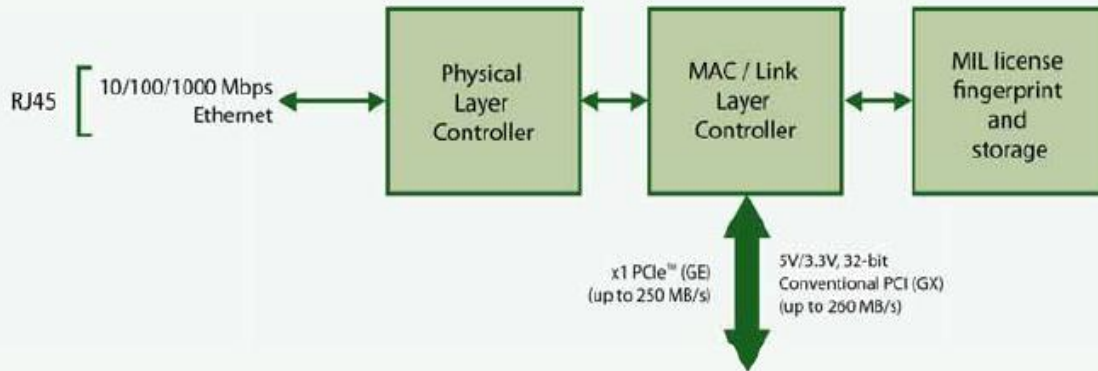 RJ45
10/100/1000 Mbps
Ethernet
Physical
Layer
Controller
MAC / Link
Layer
Controller
MIL license
fingerprint
and
storage
x1 PCIe™ (GE)
(up to 250 MB/s)
5V/3.3V, 32-bit
Conventional PCI (GX)
(up to 260 MB/s)